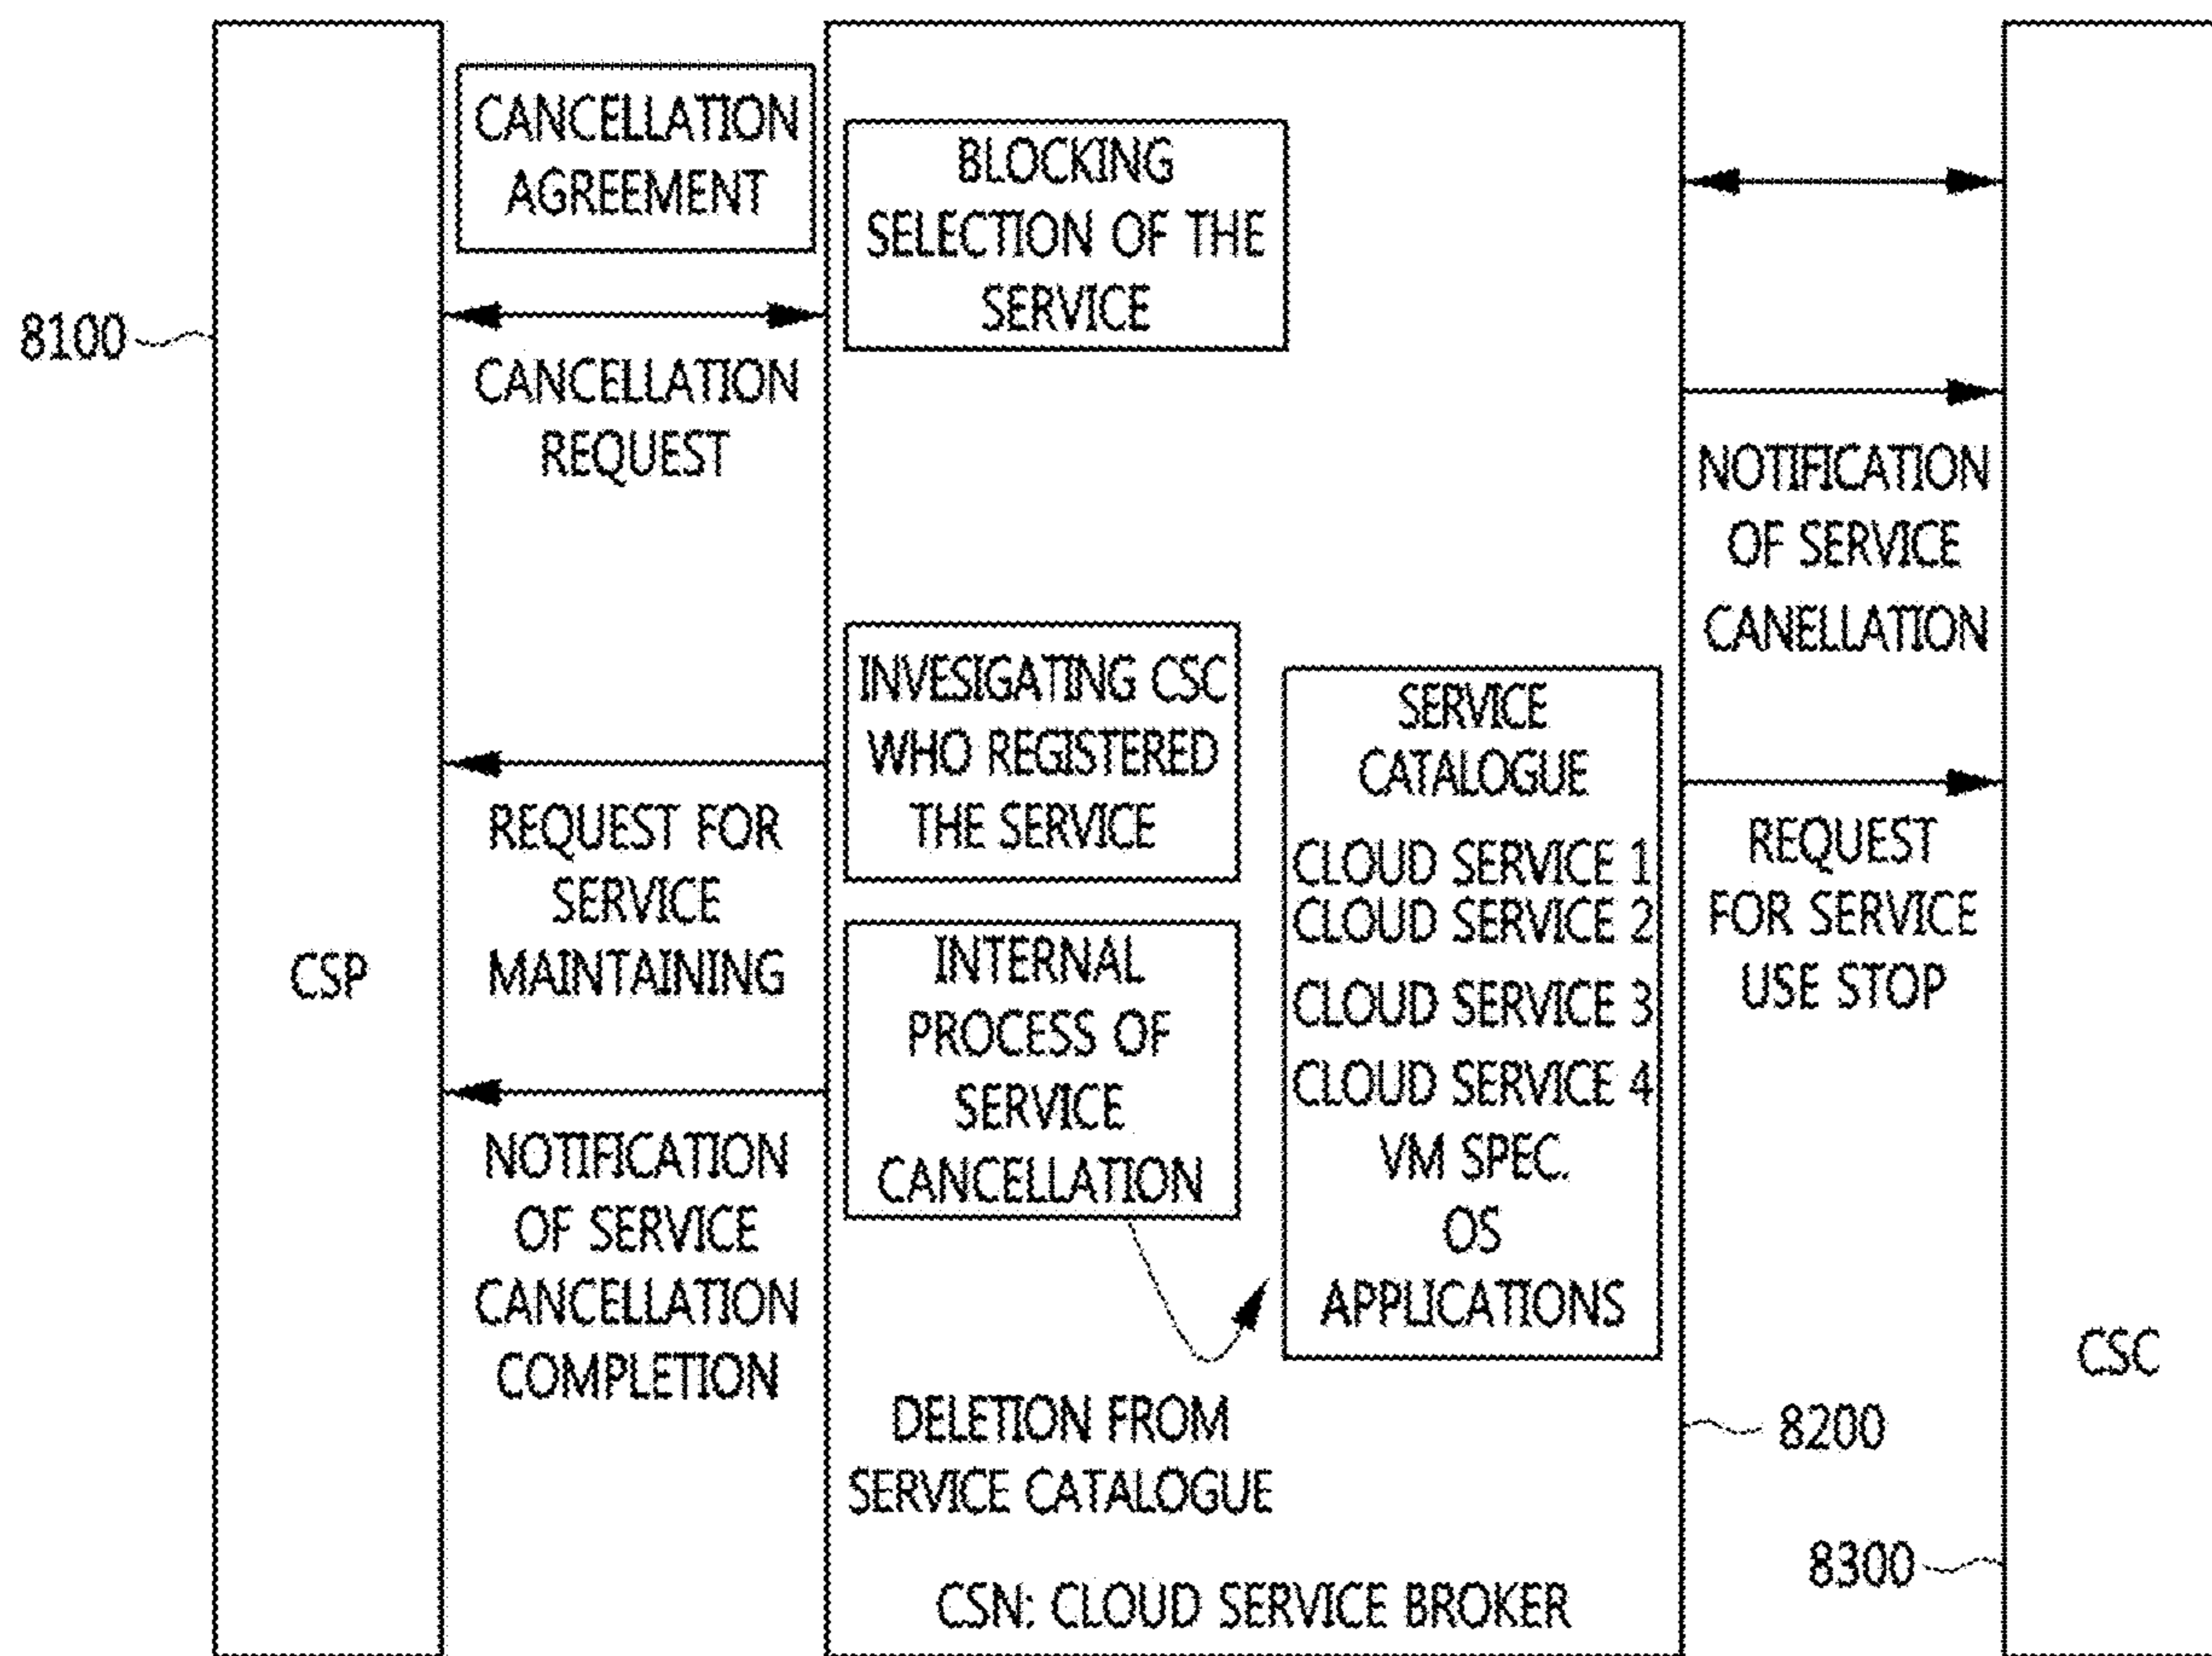 8100
CSP
CANCELLATION
AGREEMENT
CANCELLATION
REQUEST
REQUEST FOR
SERVICE
MAINTAINING
NOTIFICATION
OF SERVICE
CANCELLATION
COMPLETION
BLOCKING
SELECTION OF THE
SERVICE
INVESIGATING CSC
WHO REGISTERED
THE SERVICE
INTERNAL
PROCESS OF
SERVICE
CANCELLATION
DELETION FROM
SERVICE CATALOGUE
SERVICE
CATALOGUE
CLOUD SERVICE 1
CLOUD SERVICE 2
CLOUD SERVICE 3
CLOUD SERVICE 4
VM SPEC.
OS
APPLICATIONS
CSN: CLOUD SERVICE BROKER
NOTIFICATION
OF SERVICE
CANELLATION
REQUEST
FOR SERVICE
USE STOP
8200
8300
CSC